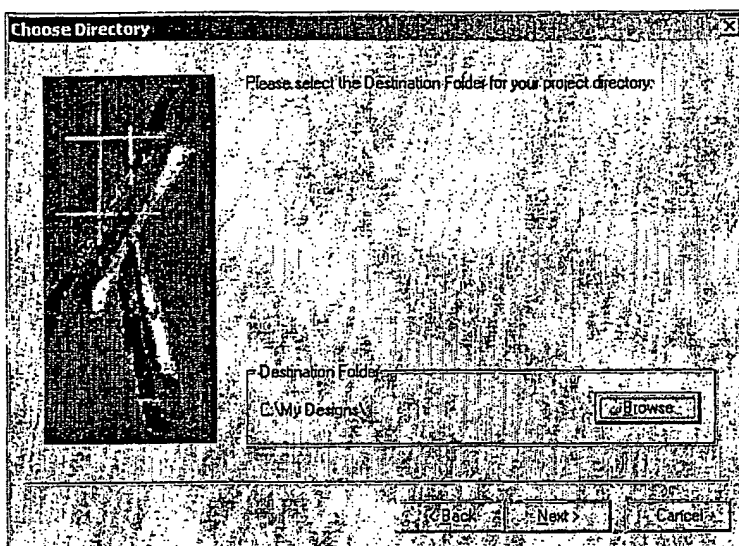 Choose Directory
Please select the Destination Folder for your project directory:
Destination Folder
C:\My Designs\
Browse...
< Back
Next >
Cancel